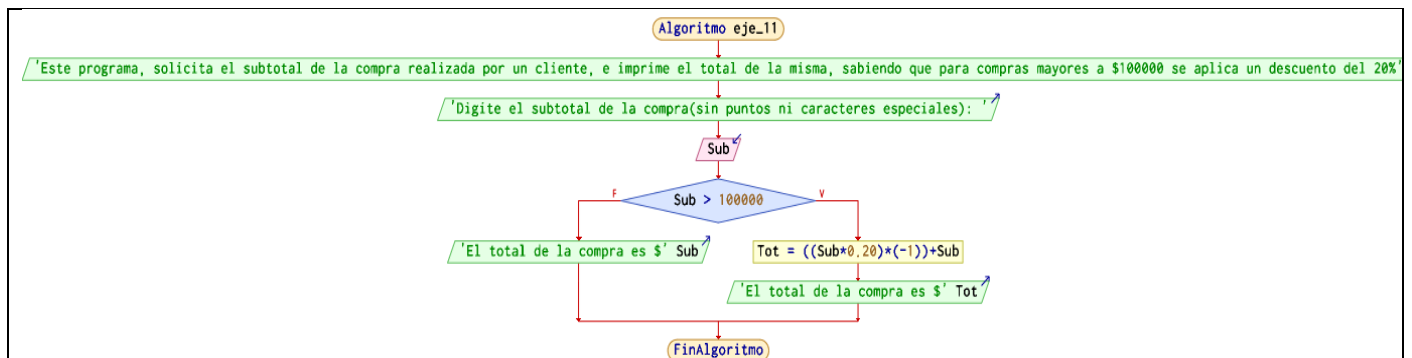 Algoritmo eje_11
'Este programa, solicita el subtotal de la compra realizada por un cliente, e imprime el total de la misma, sabiendo que para compras mayores a $100000 se aplica un descuento del 20%'
'Digite el subtotal de la compra(sin puntos ni caracteres especiales): '
Sub
F
V
Sub > 100000
'El total de la compra es $' Sub
Tot = ((Sub*0.20)*(-1))+Sub
'El total de la compra es $' Tot
FinAlgoritmo